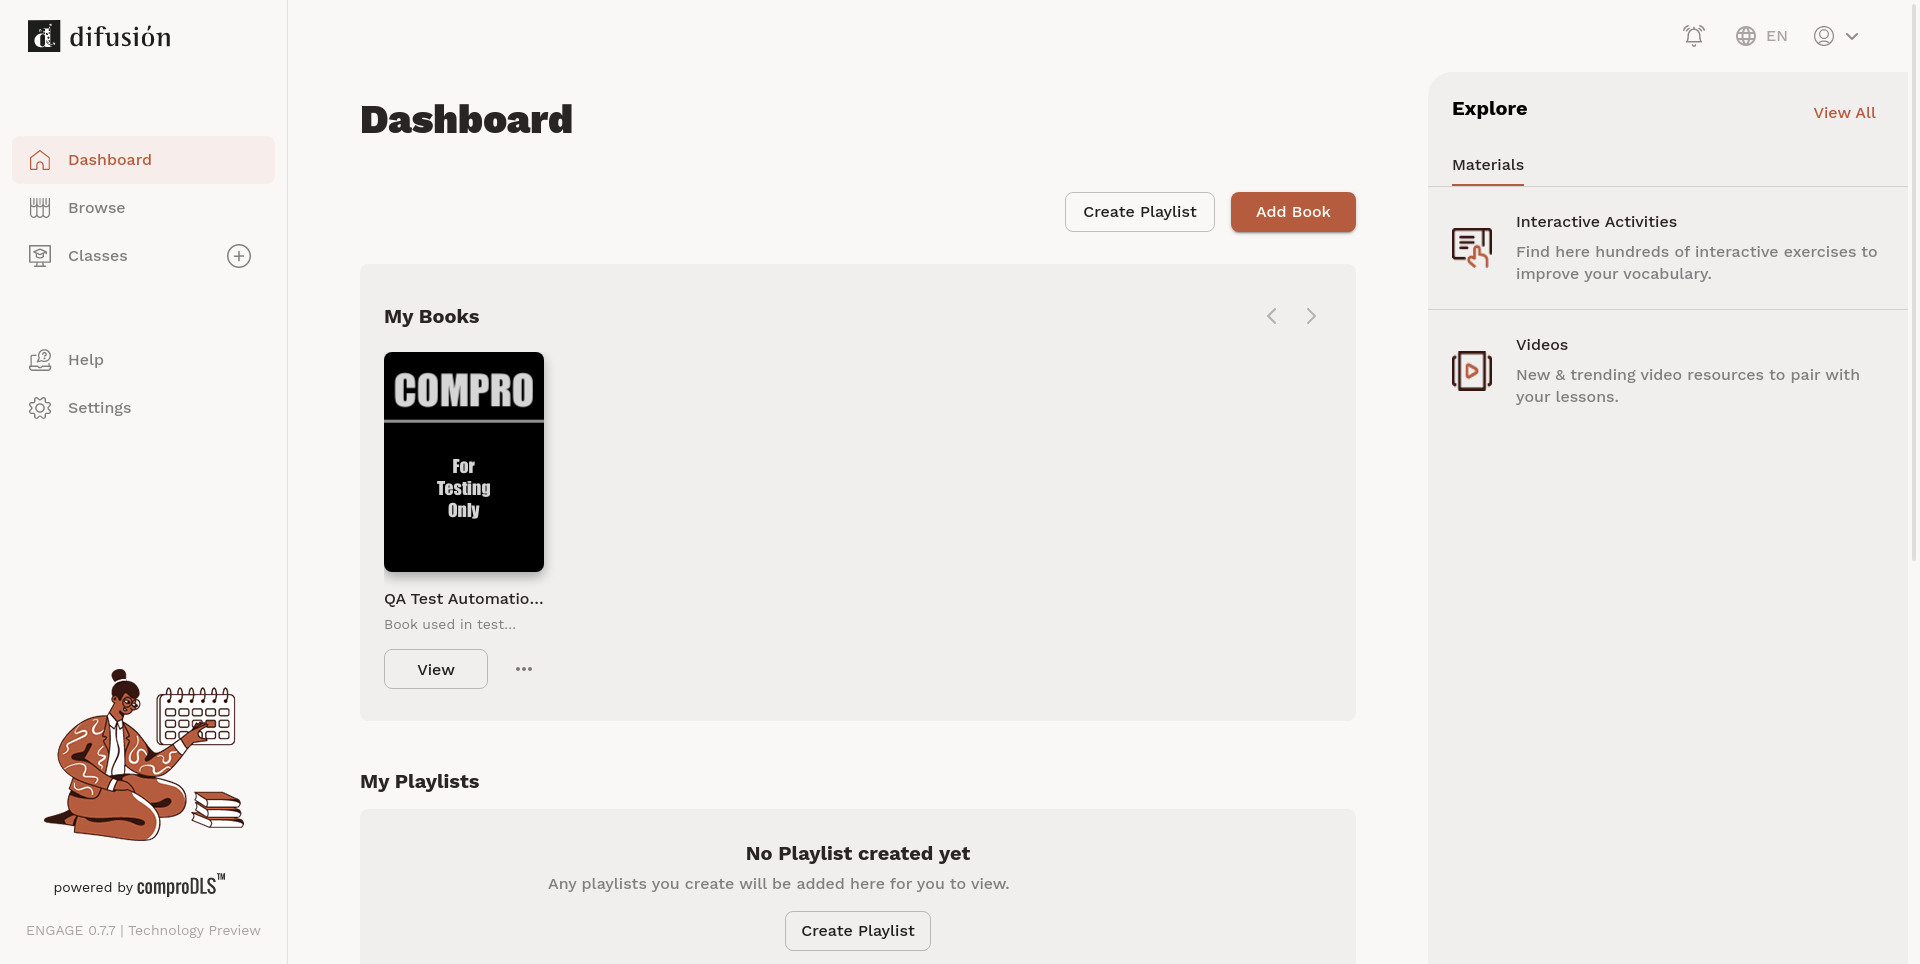 difusión
EN
Dashboard
Browse
Classes
Help
Settings
powered by comproDLS™
ENGAGE 0.7.7 | Technology Preview
Dashboard
Create Playlist
Add Book
My Books
COMPRO
For
Testing
Only
QA Test Automatio...
Book used in test...
View
My Playlists
No Playlist created yet
Any playlists you create will be added here for you to view.
Create Playlist
Explore
View All
Materials
Interactive Activities
Find here hundreds of interactive exercises to
improve your vocabulary.
Videos
New & trending video resources to pair with
your lessons.